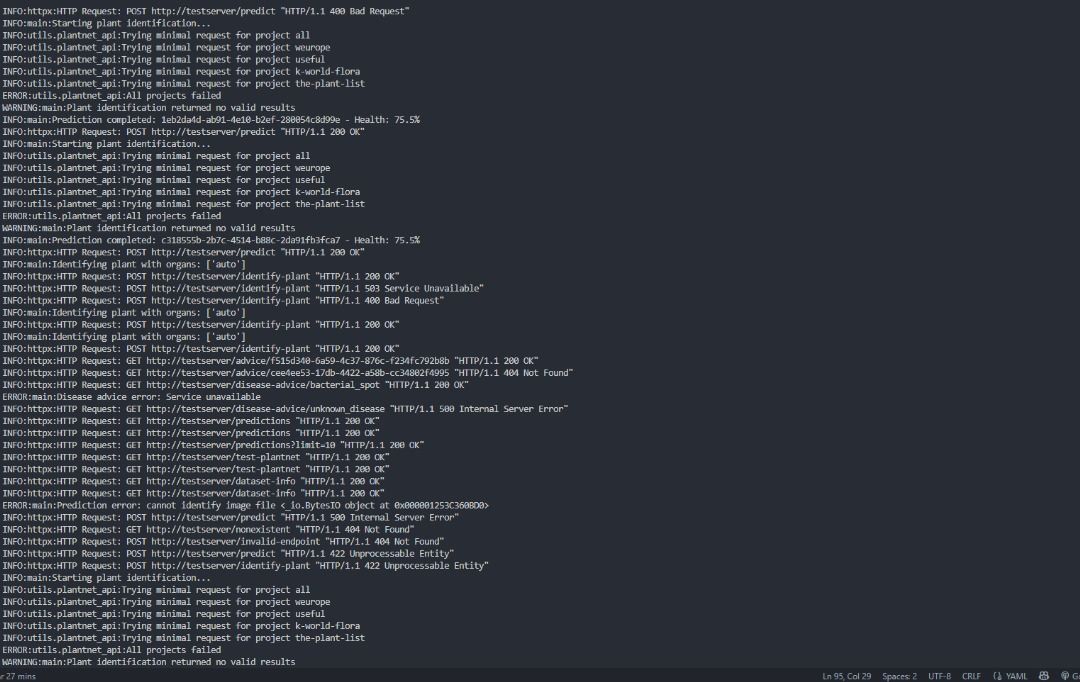 INFO:httpx:HTTP Request: POST http://testserver/predict "HTTP/1.1 400 Bad Request"
INFO:main:Starting plant identification...
INFO:utils.plantnet_api:Trying minimal request for project all
INFO:utils.plantnet_api:Trying minimal request for project weurope
INFO:utils.plantnet_api:Trying minimal request for project useful
INFO:utils.plantnet_api:Trying minimal request for project k-world-flora
INFO:utils.plantnet_api:Trying minimal request for project the-plant-list
ERROR:utils.plantnet_api:All projects failed
WARNING:main:Plant identification returned no valid results
INFO:main:Prediction completed: 1eb2da4d-ab91-4e10-b2ef-280054c8d99e - Health: 75.5%
INFO:httpx:HTTP Request: POST http://testserver/predict "HTTP/1.1 200 OK"
INFO:main:Starting plant identification...
INFO:utils.plantnet_api:Trying minimal request for project all
INFO:utils.plantnet_api:Trying minimal request for project weurope
INFO:utils.plantnet_api:Trying minimal request for project useful
INFO:utils.plantnet_api:Trying minimal request for project k-world-flora
INFO:utils.plantnet_api:Trying minimal request for project the-plant-list
ERROR:utils.plantnet_api:All projects failed
WARNING:main:Plant identification returned no valid results
INFO:main:Prediction completed: c318555b-2b7c-4514-b88c-2da91fb3fca7 - Health: 75.5%
INFO:httpx:HTTP Request: POST http://testserver/predict "HTTP/1.1 200 OK"
INFO:main:Identifying plant with organs: ['auto']
INFO:httpx:HTTP Request: POST http://testserver/identify-plant "HTTP/1.1 200 OK"
INFO:httpx:HTTP Request: POST http://testserver/identify-plant "HTTP/1.1 503 Service Unavailable"
INFO:httpx:HTTP Request: POST http://testserver/identify-plant "HTTP/1.1 400 Bad Request"
INFO:main:Identifying plant with organs: ['auto']
INFO:httpx:HTTP Request: POST http://testserver/identify-plant "HTTP/1.1 200 OK"
INFO:main:Identifying plant with organs: ['auto']
INFO:httpx:HTTP Request: POST http://testserver/identify-plant "HTTP/1.1 200 OK"
INFO:httpx:HTTP Request: GET http://testserver/advice/f515d340-6a59-4c37-876c-f234fc792b8b "HTTP/1.1 200 OK"
INFO:httpx:HTTP Request: GET http://testserver/advice/cee4ee53-17db-4422-a58b-cc34802f4995 "HTTP/1.1 404 Not Found"
INFO:httpx:HTTP Request: GET http://testserver/disease-advice/bacterial_spot "HTTP/1.1 200 OK"
ERROR:main:Disease advice error: Service unavailable
INFO:httpx:HTTP Request: GET http://testserver/disease-advice/unknown_disease "HTTP/1.1 500 Internal Server Error"
INFO:httpx:HTTP Request: GET http://testserver/predictions "HTTP/1.1 200 OK"
INFO:httpx:HTTP Request: GET http://testserver/predictions "HTTP/1.1 200 OK"
INFO:httpx:HTTP Request: GET http://testserver/predictions?limit=10 "HTTP/1.1 200 OK"
INFO:httpx:HTTP Request: GET http://testserver/test-plantnet "HTTP/1.1 200 OK"
INFO:httpx:HTTP Request: GET http://testserver/test-plantnet "HTTP/1.1 200 OK"
INFO:httpx:HTTP Request: GET http://testserver/dataset-info "HTTP/1.1 200 OK"
INFO:httpx:HTTP Request: GET http://testserver/dataset-info "HTTP/1.1 200 OK"
ERROR:main:Prediction error: cannot identify image file <_io.BytesIO object at 0x000001253C360BD0>
INFO:httpx:HTTP Request: POST http://testserver/predict "HTTP/1.1 500 Internal Server Error"
INFO:httpx:HTTP Request: GET http://testserver/nonexistent "HTTP/1.1 404 Not Found"
INFO:httpx:HTTP Request: POST http://testserver/invalid-endpoint "HTTP/1.1 404 Not Found"
INFO:httpx:HTTP Request: POST http://testserver/predict "HTTP/1.1 422 Unprocessable Entity"
INFO:httpx:HTTP Request: POST http://testserver/identify-plant "HTTP/1.1 422 Unprocessable Entity"
INFO:main:Starting plant identification...
INFO:utils.plantnet_api:Trying minimal request for project all
INFO:utils.plantnet_api:Trying minimal request for project weurope
INFO:utils.plantnet_api:Trying minimal request for project useful
INFO:utils.plantnet_api:Trying minimal request for project k-world-flora
INFO:utils.plantnet_api:Trying minimal request for project the-plant-list
ERROR:utils.plantnet_api:All projects failed
WARNING:main:Plant identification returned no valid results
r 27 mins Ln 95, Col 29 Spaces: 2 UTF-8 CRLF YAML